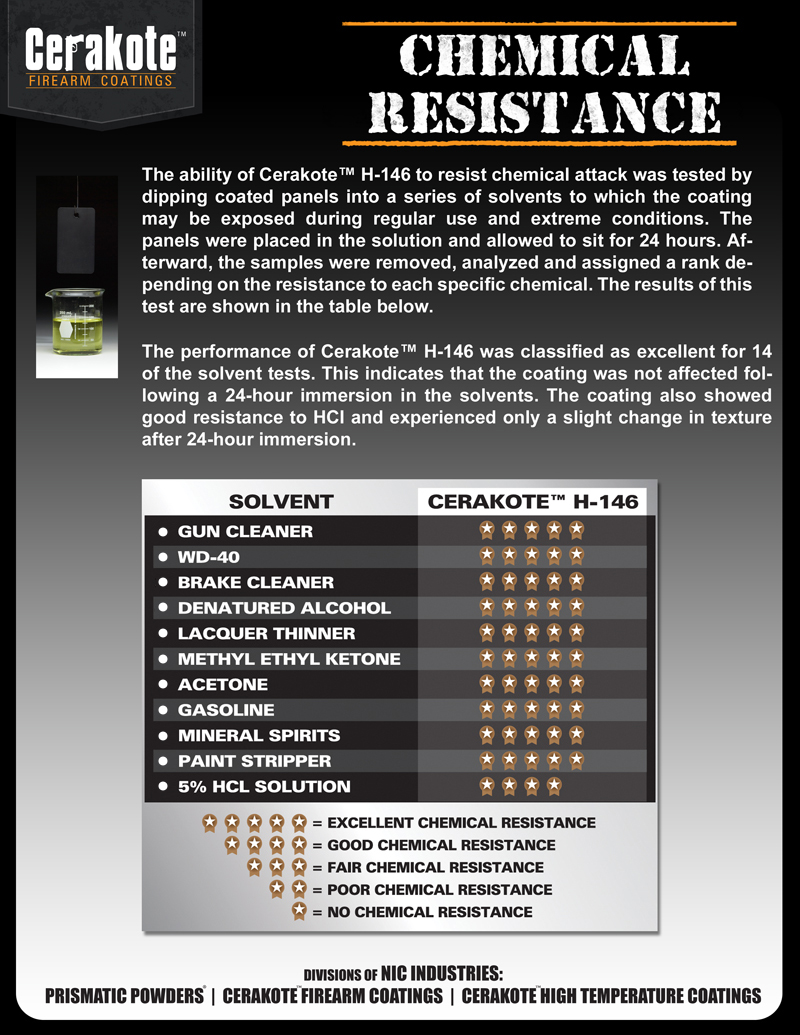 Cerakote™
FIREARM COATINGS
CHEMICAL
RESISTANCE
The ability of Cerakote™ H-146 to resist chemical attack was tested by
dipping coated panels into a series of solvents to which the coating
may be exposed during regular use and extreme conditions. The
panels were placed in the solution and allowed to sit for 24 hours. Af-
terward, the samples were removed, analyzed and assigned a rank de-
pending on the resistance to each specific chemical. The results of this
test are shown in the table below.
The performance of Cerakote™ H-146 was classified as excellent for 14
of the solvent tests. This indicates that the coating was not affected fol-
lowing a 24-hour immersion in the solvents. The coating also showed
good resistance to HCl and experienced only a slight change in texture
after 24-hour immersion.
SOLVENT CERAKOTE™ H-146
• GUN CLEANER
• WD-40
• BRAKE CLEANER
• DENATURED ALCOHOL
• LACQUER THINNER
• METHYL ETHYL KETONE
• ACETONE
• GASOLINE
• MINERAL SPIRITS
• PAINT STRIPPER
• 5% HCL SOLUTION
= EXCELLENT CHEMICAL RESISTANCE
= GOOD CHEMICAL RESISTANCE
= FAIR CHEMICAL RESISTANCE
= POOR CHEMICAL RESISTANCE
= NO CHEMICAL RESISTANCE
DIVISIONS OF NIC INDUSTRIES:
PRISMATIC POWDERS® | CERAKOTE™ FIREARM COATINGS | CERAKOTE™ HIGH TEMPERATURE COATINGS